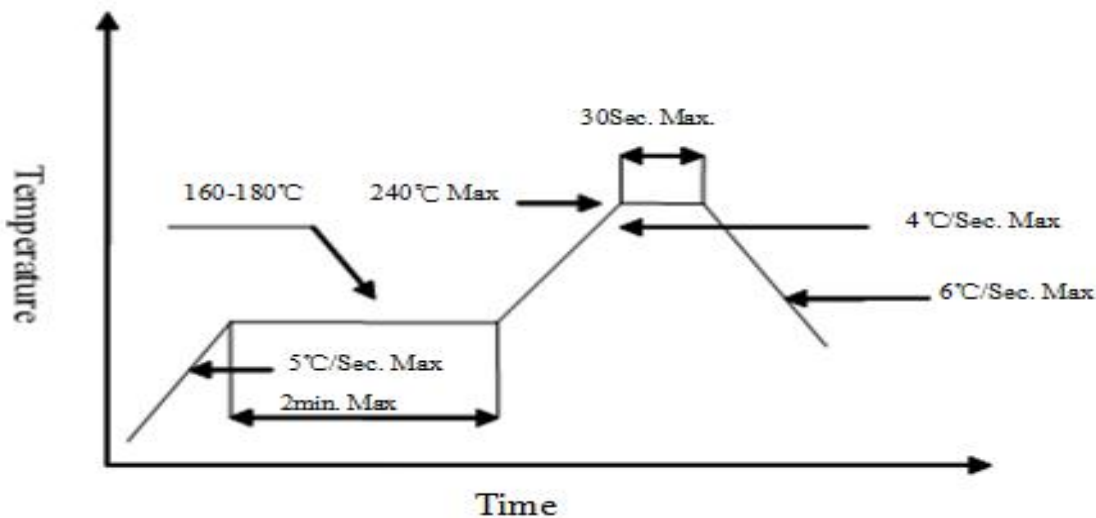 30Sec. Max.
160-180℃
240℃ Max
4℃/Sec. Max
Temperature
6℃/Sec. Max
5℃/Sec. Max
2min. Max
Time